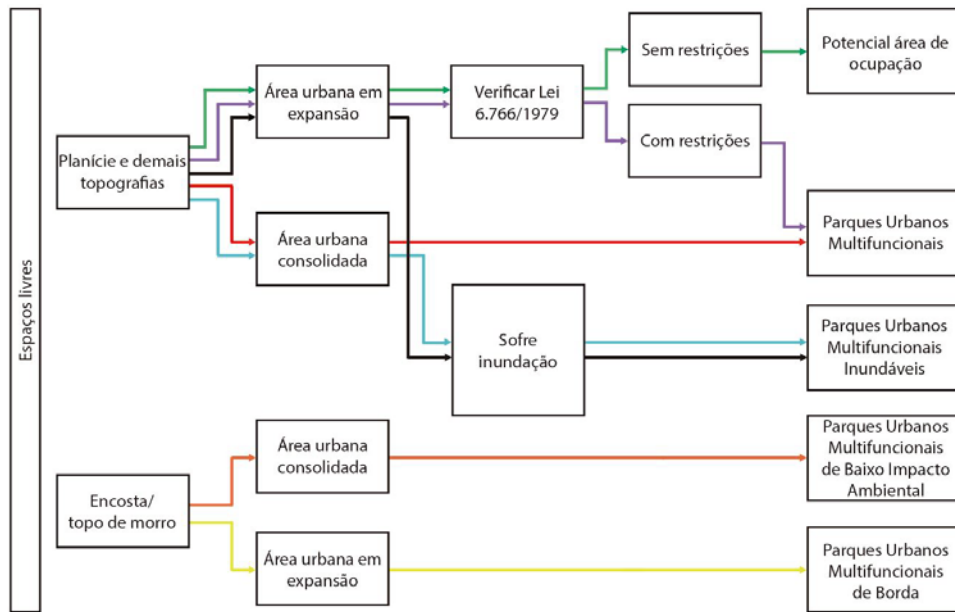 Espaços livres
Planície e demais
topografias
Área urbana em
expansão
Verificar Lei
6.766/1979
Sem restrições
Potencial área de
ocupação
Com restrições
Área urbana
consolidada
Parques Urbanos
Multifuncionais
Sofre
inundação
Parques Urbanos
Multifuncionais
Inundáveis
Encosta/
topo de morro
Área urbana
consolidada
Parques Urbanos
Multifuncionais
de Baixo Impacto
Ambiental
Área urbana em
expansão
Parques Urbanos
Multifuncionais
de Borda